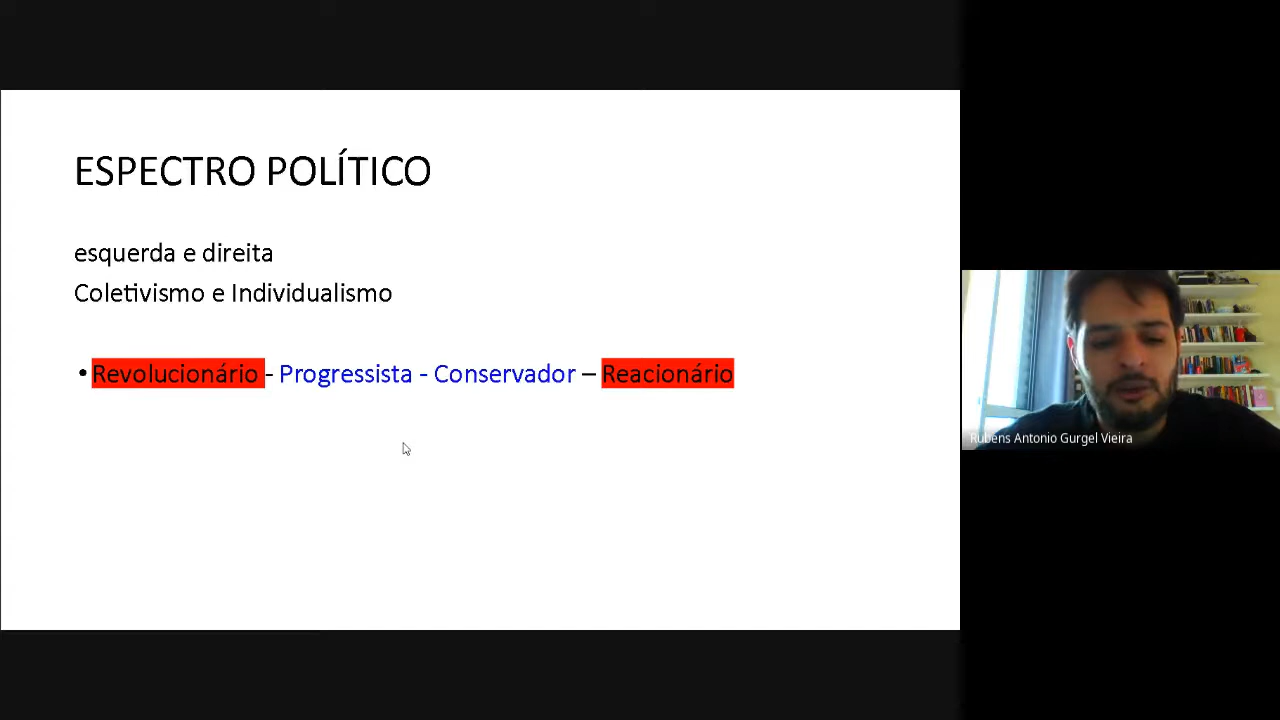 ESPECTRO POLÍTICO
esquerda e direita
Coletivismo e Individualismo
• Revolucionário - Progressista - Conservador – Reacionário
Rubens Antonio Gurgel Vieira